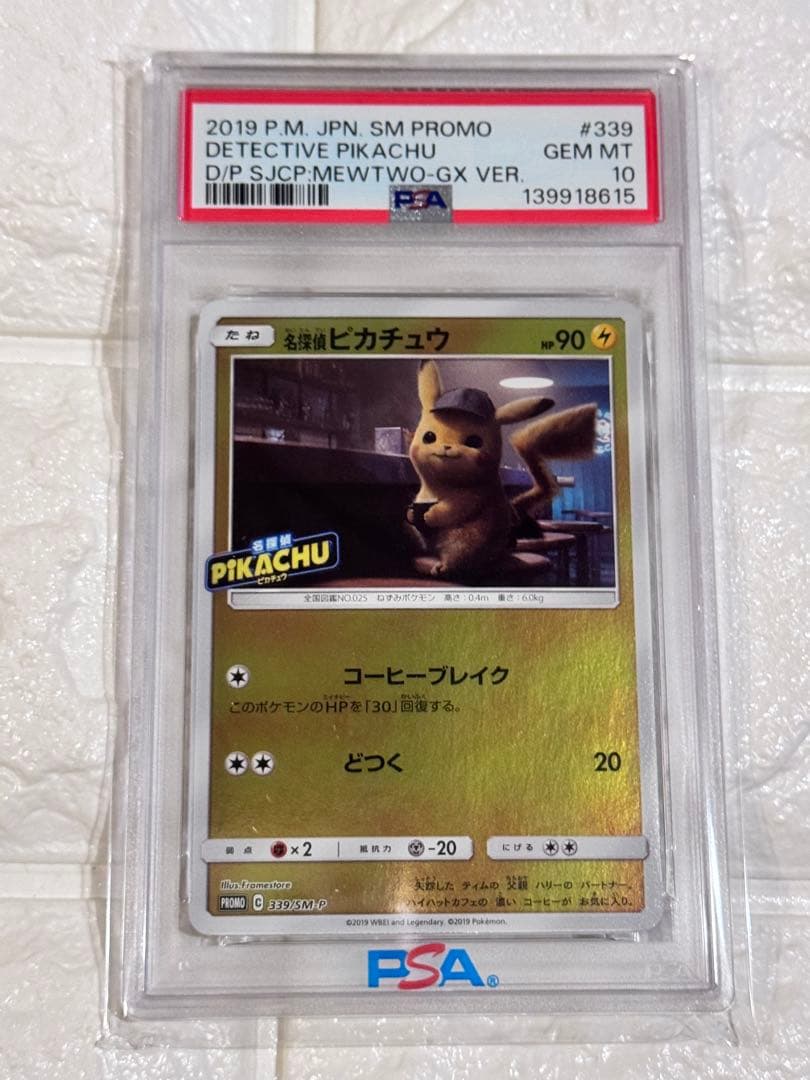 2019 P.M. JPN. SM PROMO #339
DETECTIVE PIKACHU GEM MT
D/P SJCP:MEWTWO-GX VER. 10
PSA 139918615
たね 名探偵ピカチュウ HP 90
名探偵
PiKACHU
ピカチュウ
全国図鑑NO.025 ねずみポケモン 高さ:0.4m 重さ:6.0kg
コーヒーブレイク
このポケモンのHPを「30」回復する。
どつく 20
弱点 ×2 抵抗力 -20 にげる
Illus.Framestore
PROMO C 339/SM-P
失踪した ティムの 父親 ハリーの パートナー。
ハイハットカフェの 濃い コーヒーが お気に入り。
©2019 WBEI and Legendary. ©2019 Pokémon.
PSA®